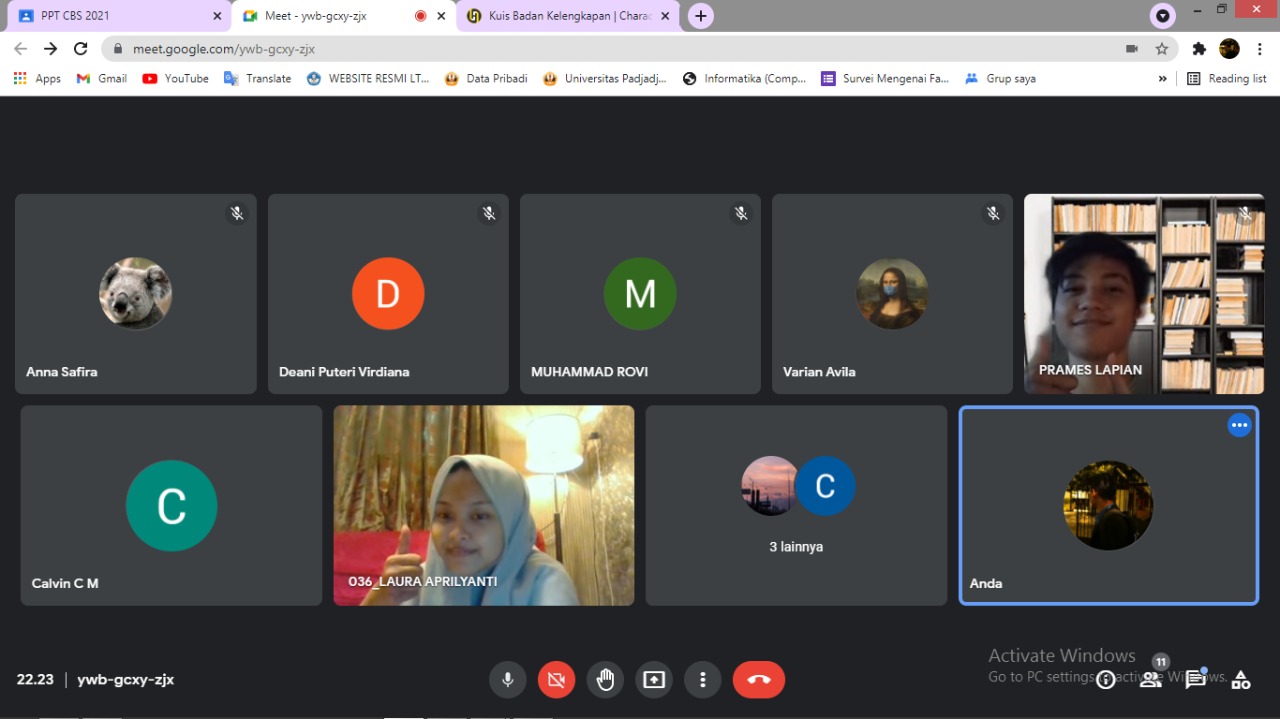 PPT CBS 2021
Meet - ywb-gcxy-zjx
Kuis Badan Kelengkapan | Charac
meet.google.com/ywb-gcxy-zjx
Apps
Gmail
YouTube
Translate
WEBSITE RESMI LT...
Data Pribadi
Universitas Padjadj...
Informatika (Comp...
Survei Mengenai Fa...
Grup saya
»
Reading list
Anna Safira
D
Deani Puteri Virdiana
M
MUHAMMAD ROVI
Varian Avila
PRAMES LAPIAN
C
Calvin C M
036_LAURA APRILYANTI
C
3 lainnya
Anda
22.23 | ywb-gcxy-zjx
11
Activate Windows
Go to PC settings to activate Windows.